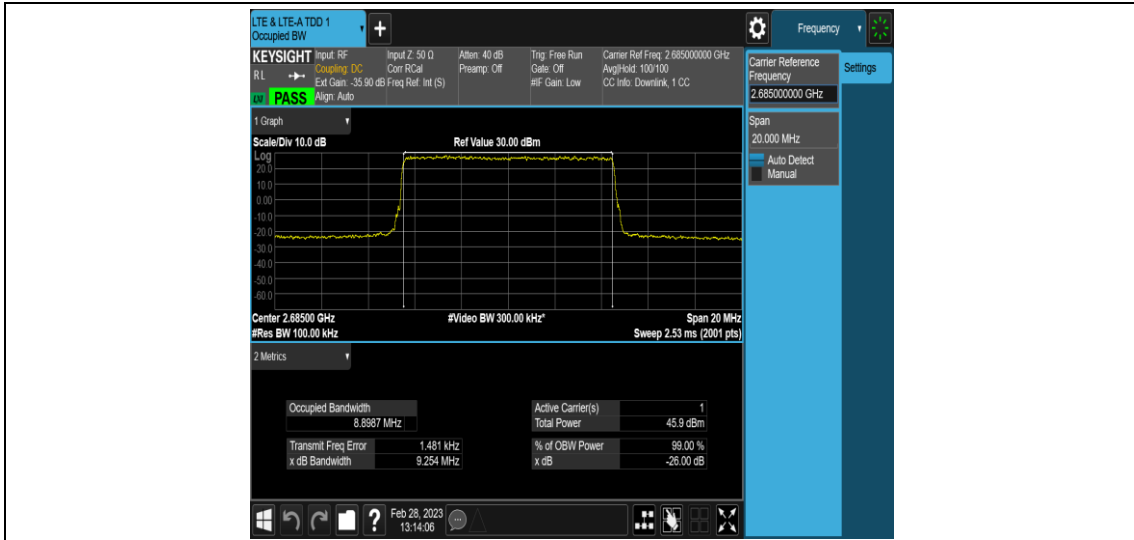 LTE & LTE-A TDD 1
Occupied BW
Frequency
KEYSIGHT
R L
PASS
Input: RF
Coupling: DC
Ext Gain: -35.90 dB
Align: Auto
Input Z: 50 Ω
Corr RCal
Freq Ref: Int (S)
Atten: 40 dB
Preamp: Off
Trig: Free Run
Gate: Off
#IF Gain: Low
Carrier Ref Freq: 2.685000000 GHz
Avg|Hold: 100/100
CC Info: Downlink, 1 CC
Carrier Reference
Frequency
2.685000000 GHz
Settings
Span
20.000 MHz
Auto Detect
Manual
1 Graph
Scale/Div 10.0 dB
Ref Value 30.00 dBm
Log
20.0
10.0
0.00
-10.0
-20.0
-30.0
-40.0
-50.0
-60.0
Center 2.68500 GHz
#Video BW 300.00 kHz*
Span 20 MHz
#Res BW 100.00 kHz
Sweep 2.53 ms (2001 pts)
2 Metrics
Occupied Bandwidth
8.8987 MHz
Transmit Freq Error 1.481 kHz
x dB Bandwidth 9.254 MHz
Active Carrier(s) 1
Total Power 45.9 dBm
% of OBW Power 99.00 %
x dB -26.00 dB
Feb 28, 2023
13:14:06